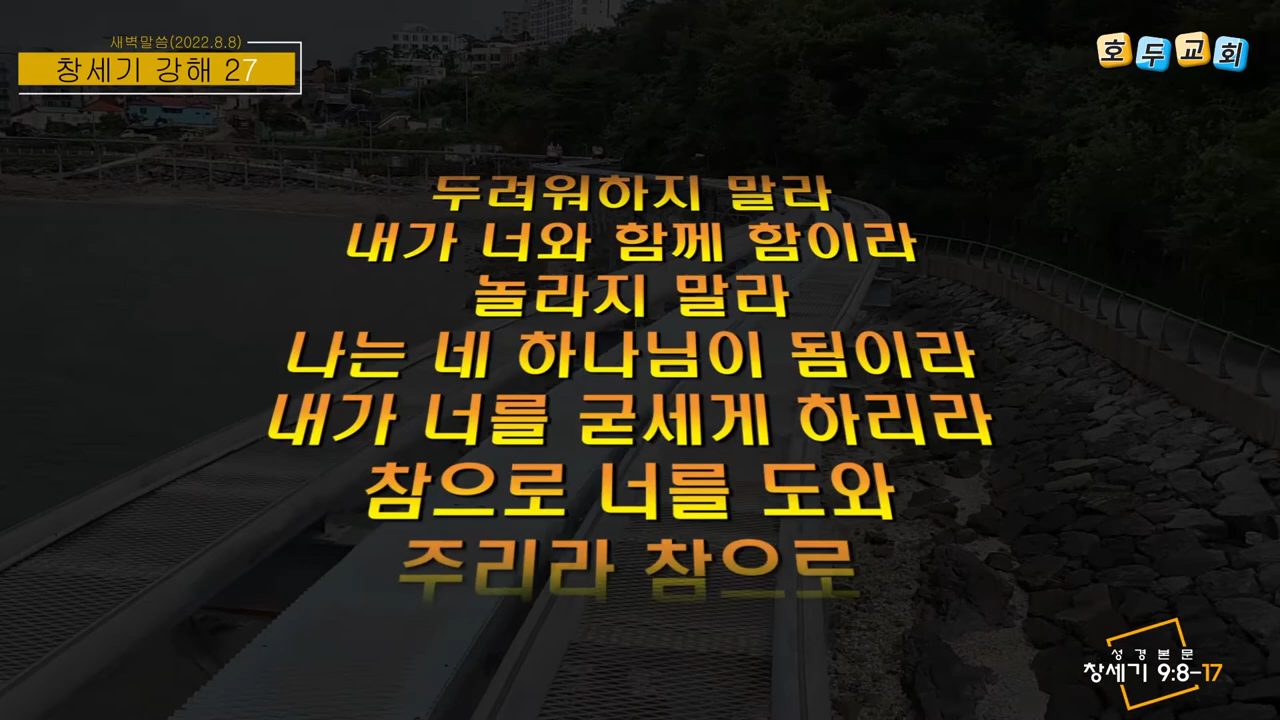 새벽말씀(2022.8.8)
창세기 강해 27
호두교회
두려워하지 말라
내가 너와 함께 함이라
놀라지 말라
나는 네 하나님이 됨이라
내가 너를 굳세게 하리라
참으로 너를 도와
주리라 참으로
성경본문
창세기 9:8-17